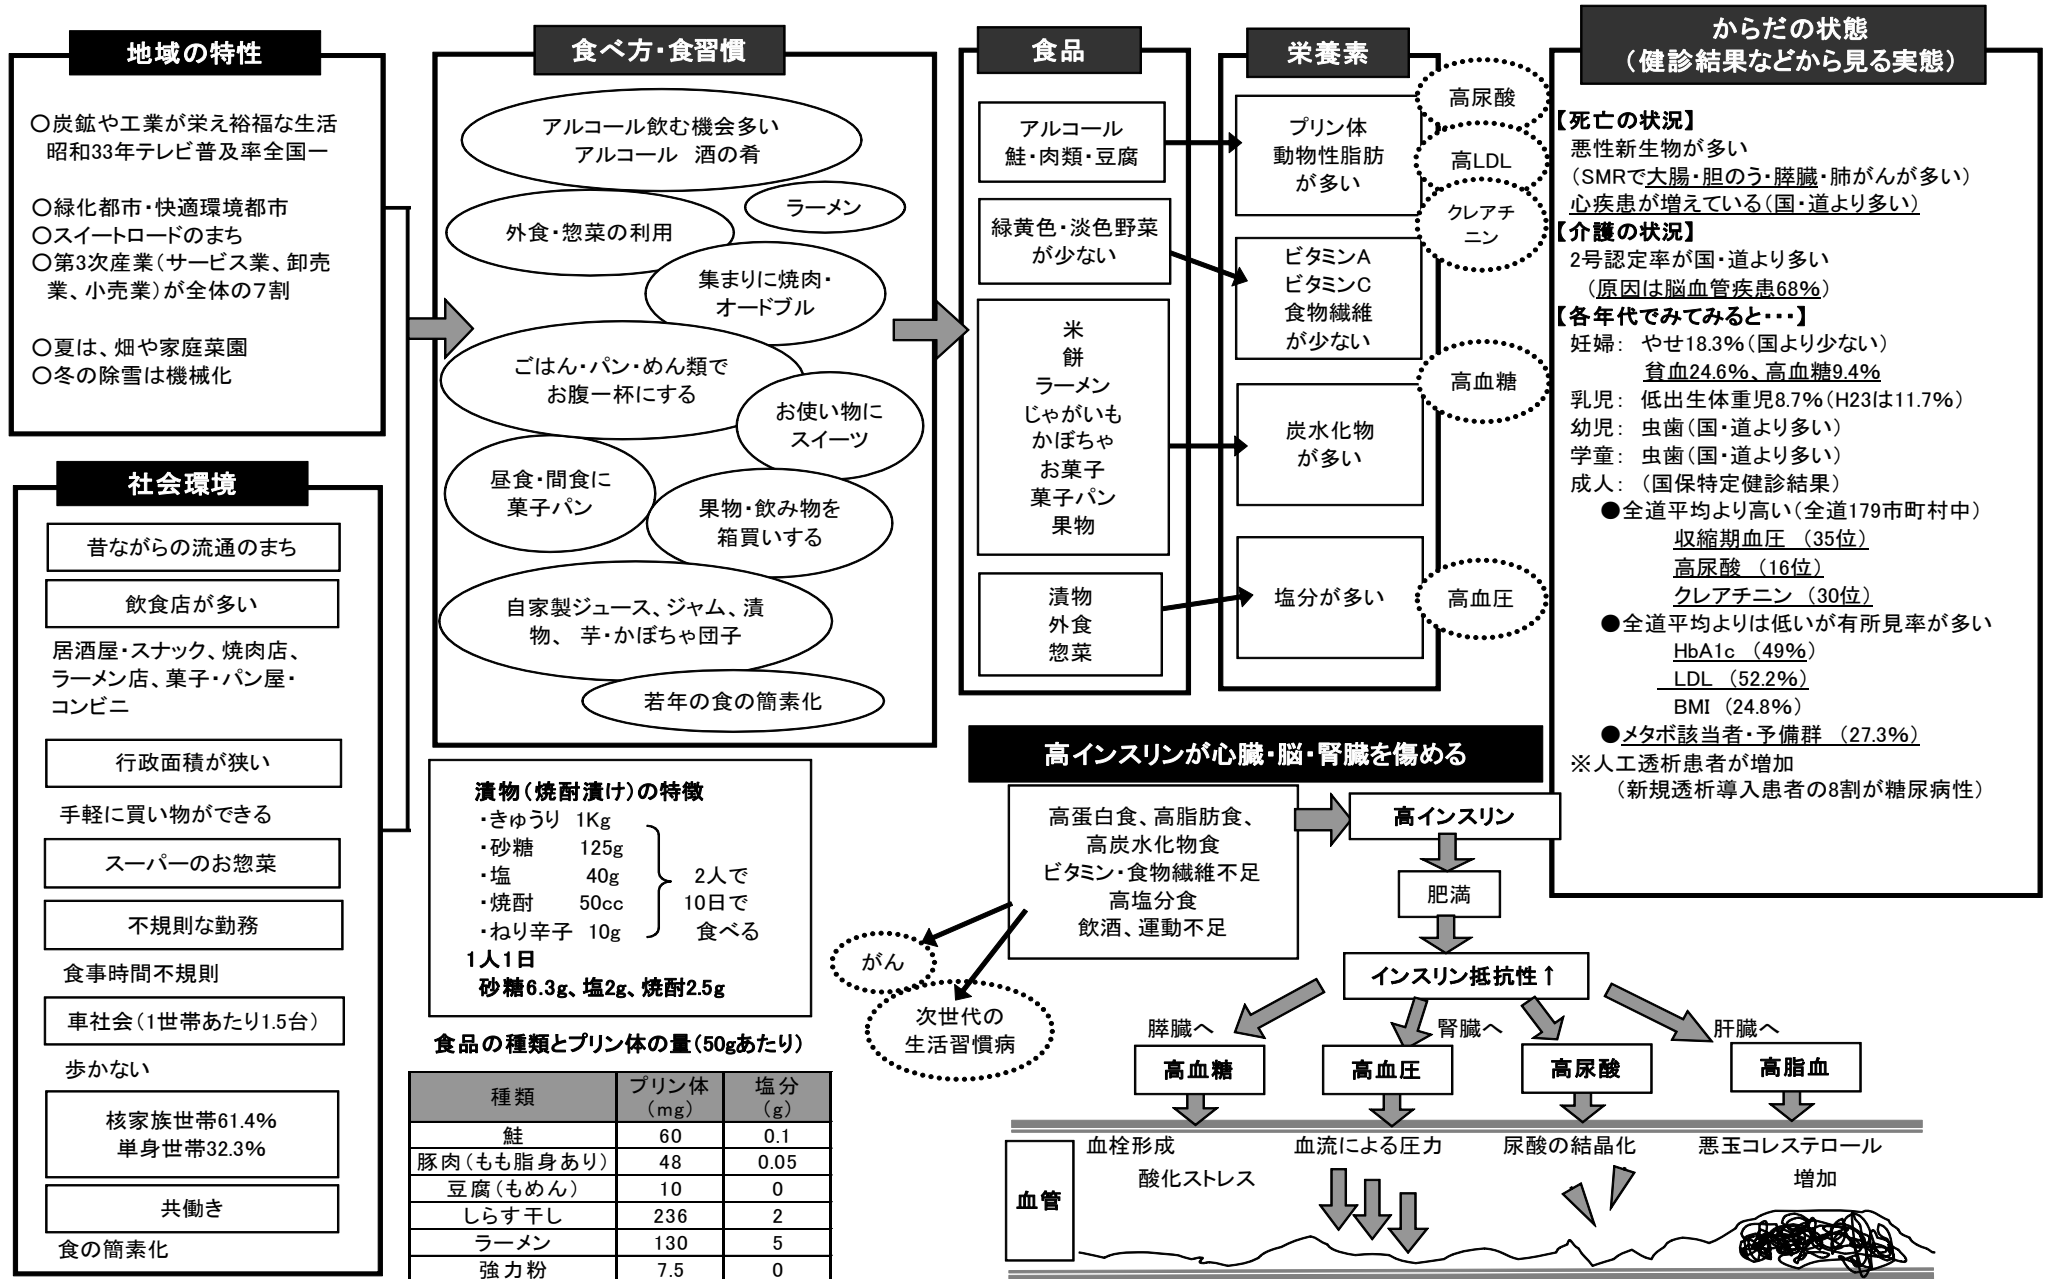 地域の特性
○炭鉱や工業が栄え裕福な生活
昭和33年テレビ普及率全国一
○緑化都市・快適環境都市
○スイートロードのまち
○第3次産業（サービス業、卸売
業、小売業）が全体の７割
○夏は、畑や家庭菜園
○冬の除雪は機械化
社会環境
昔ながらの流通のまち
飲食店が多い
居酒屋・スナック、焼肉店、
ラーメン店、菓子・パン屋・
コンビニ
行政面積が狭い
手軽に買い物ができる
スーパーのお惣菜
不規則な勤務
食事時間不規則
車社会（1世帯あたり1.5台）
歩かない
核家族世帯61.4%
単身世帯32.3%
共働き
食の簡素化
食べ方・食習慣
アルコール飲む機会多い
アルコール　酒の肴
ラーメン
外食・惣菜の利用
集まりに焼肉・
オードブル
ごはん・パン・めん類で
お腹一杯にする
お使い物に
スイーツ
昼食・間食に
菓子パン
果物・飲み物を
箱買いする
自家製ジュース、ジャム、漬
物、 芋・かぼちゃ団子
若年の食の簡素化
漬物（焼酎漬け）の特徴
・きゅうり　1Kg
・砂糖　125g
・塩　40g
・焼酎　50cc
・ねり辛子　10g
2人で
10日で
食べる
1人1日
砂糖6.3g、塩2g、焼酎2.5g
食品の種類とプリン体の量（50gあたり）
種類　プリン体（mg）　塩分（g）
鮭　60　0.1
豚肉（もも脂身あり）　48　0.05
豆腐（もめん）　10　0
しらす干し　236　2
ラーメン　130　5
強力粉　7.5　0
食品
アルコール
鮭・肉類・豆腐
緑黄色・淡色野菜
が少ない
米
餅
ラーメン
じゃがいも
かぼちゃ
お菓子
菓子パン
果物
漬物
外食
惣菜
栄養素
プリン体
動物性脂肪
が多い
ビタミンA
ビタミンC
食物繊維
が少ない
炭水化物
が多い
塩分が多い
高尿酸
高LDL
クレアチ
ニン
高血糖
高血圧
からだの状態
（健診結果などから見る実態）
【死亡の状況】
悪性新生物が多い
（SMRで大腸・胆のう・膵臓・肺がんが多い）
心疾患が増えている（国・道より多い）
【介護の状況】
2号認定率が国・道より多い
（原因は脳血管疾患68%）
【各年代でみてみると・・・】
妊婦：　やせ18.3%（国より少ない）
貧血24.6%、高血糖9.4%
乳児：　低出生体重児8.7%（H23は11.7%）
幼児：　虫歯（国・道より多い）
学童：　虫歯（国・道より多い）
成人：　（国保特定健診結果）
●全道平均より高い（全道179市町村中）
収縮期血圧　（35位）
高尿酸　（16位）
クレアチニン　（30位）
●全道平均よりは低いが有所見率が多い
HbA1c　（49%）
LDL　（52.2%）
BMI　（24.8%）
●メタボ該当者・予備群　（27.3%）
※人工透析患者が増加
（新規透析導入患者の8割が糖尿病性）
高インスリンが心臓・脳・腎臓を傷める
高蛋白食、高脂肪食、
高炭水化物食
ビタミン・食物繊維不足
高塩分食
飲酒、運動不足
がん
次世代の
生活習慣病
高インスリン
肥満
インスリン抵抗性↑
膵臓へ
腎臓へ
肝臓へ
高血糖
高血圧
高尿酸
高脂血
血管
血栓形成
酸化ストレス
血流による圧力
尿酸の結晶化
悪玉コレステロール
増加